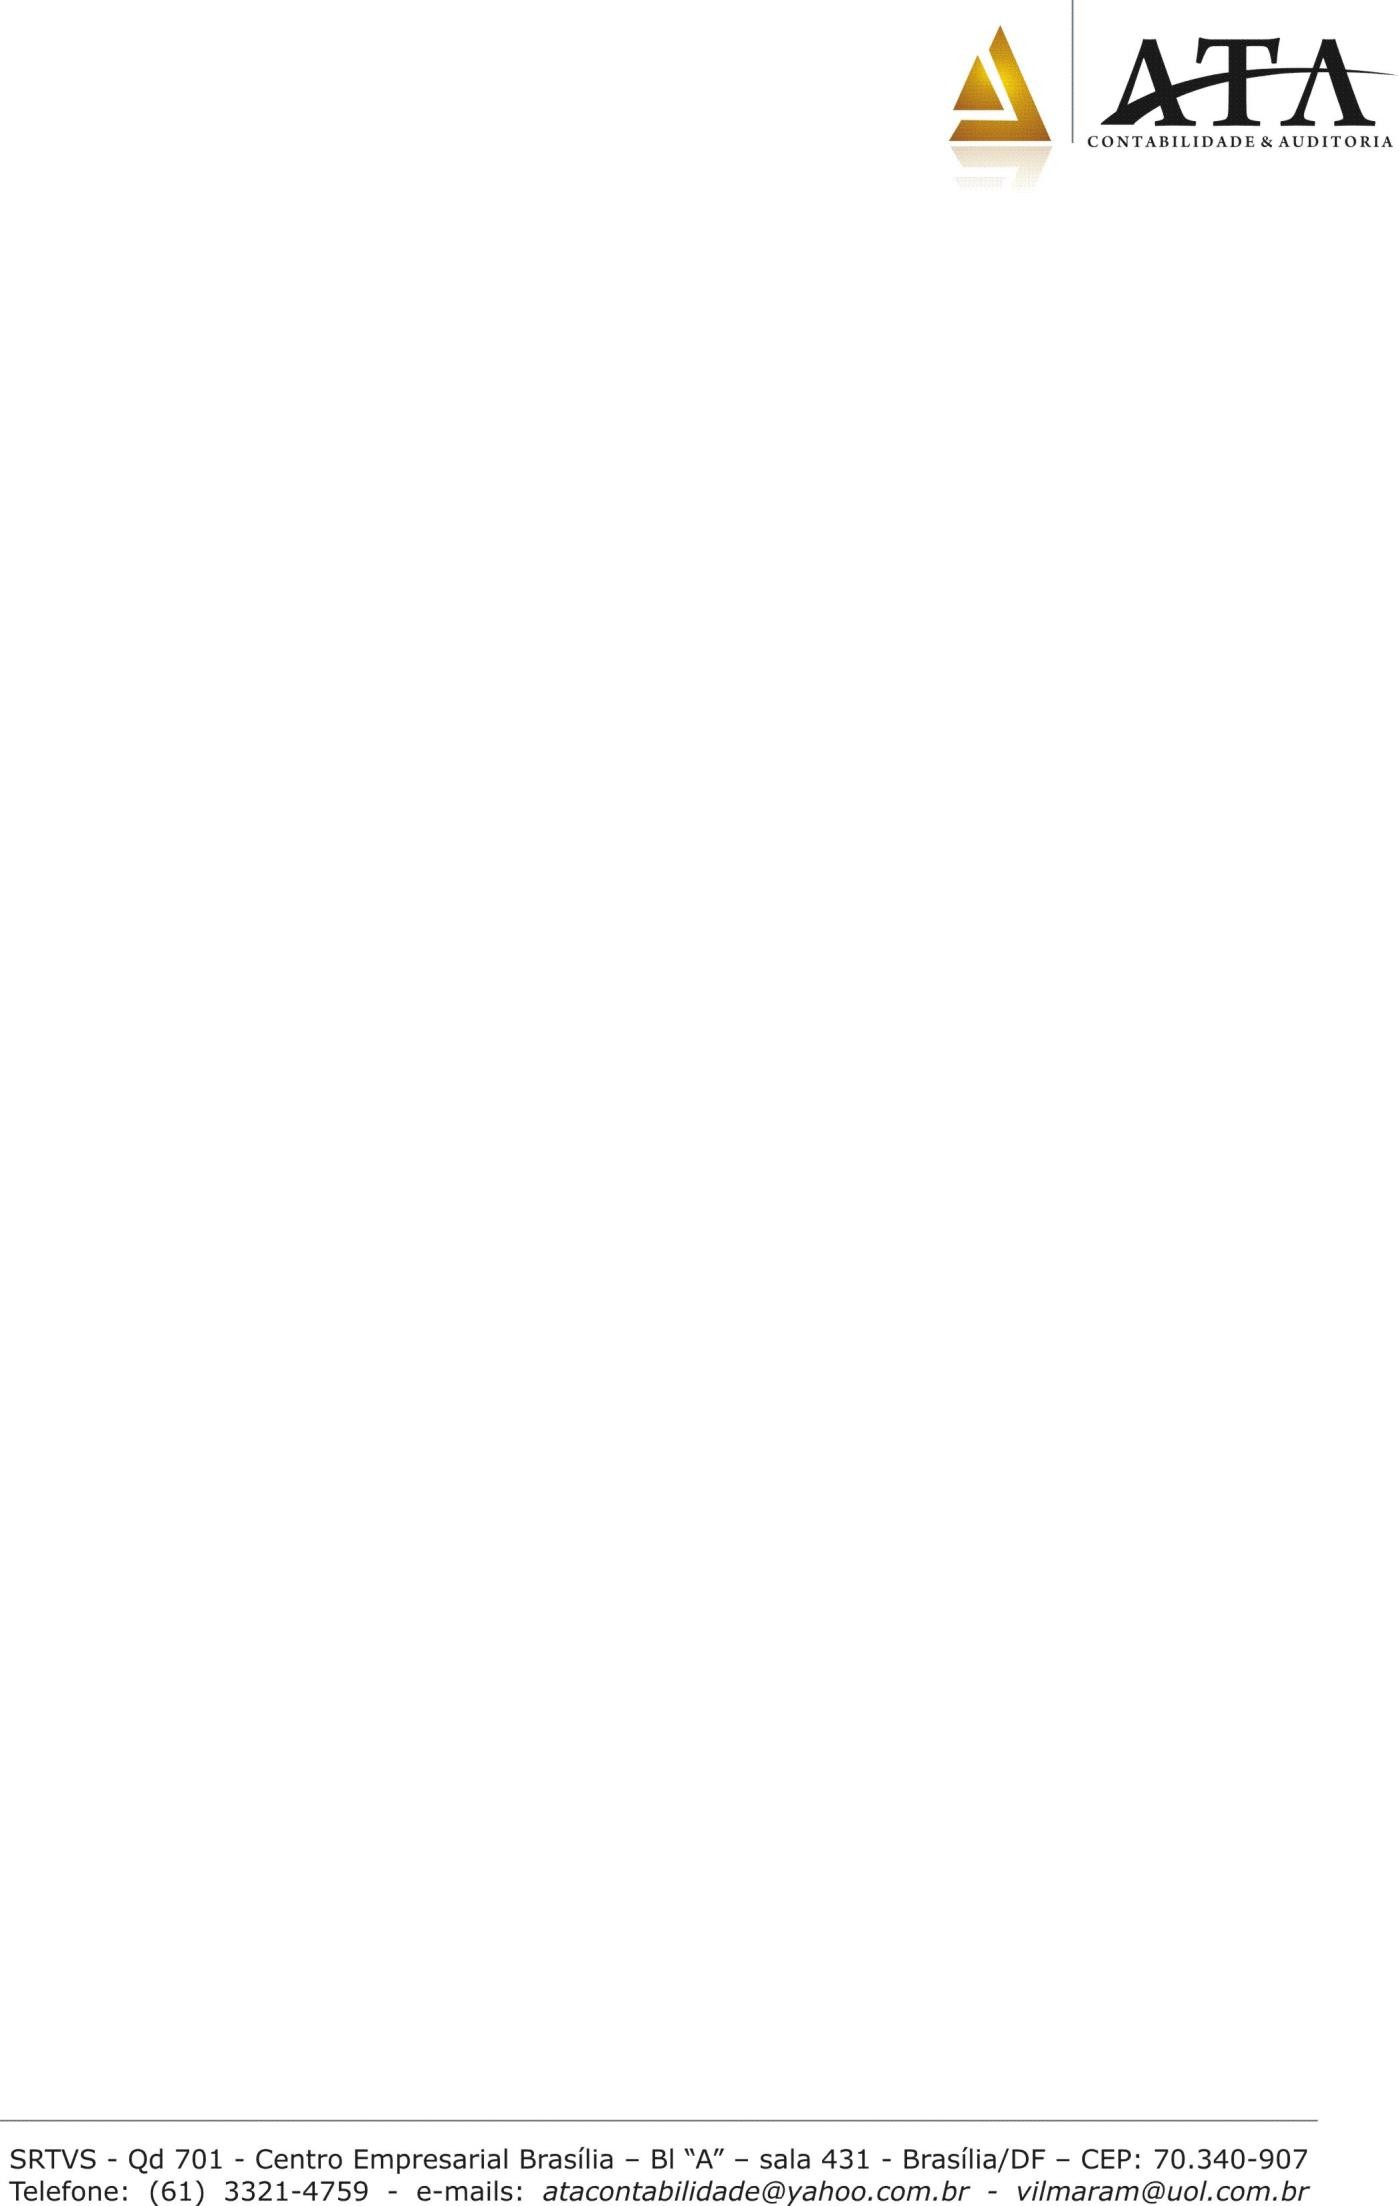 ATA
CONTABILIDADE & AUDITORIA
SRTVS - Qd 701 - Centro Empresarial Brasília – Bl “A” – sala 431 - Brasília/DF – CEP: 70.340-907
Telefone: (61) 3321-4759 - e-mails: atacontabilidade@yahoo.com.br - vilmaram@uol.com.br